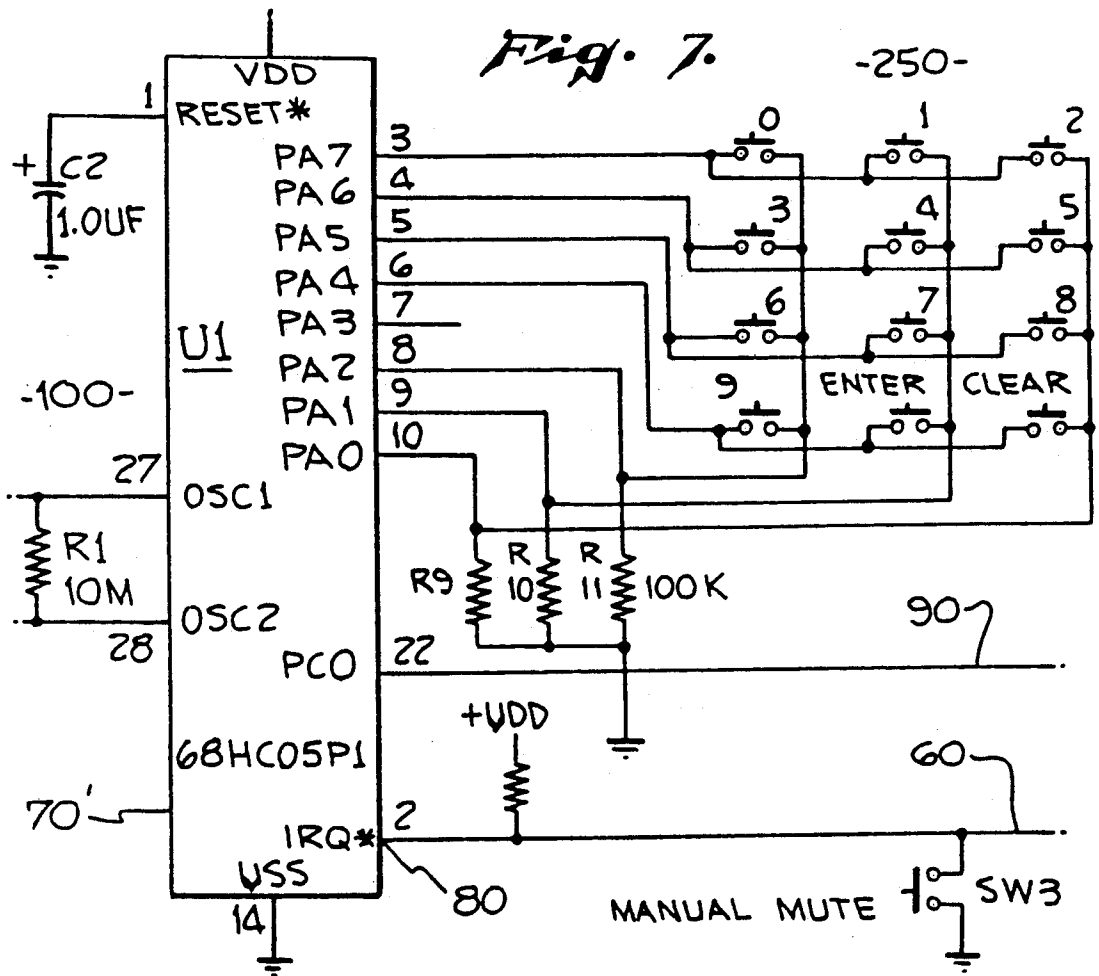 Fig. 7.
-250-
VDD
1
RESET*
+ C2
1.0UF
PA7 3
PA6 4
PA5 5
PA4 6
PA3 7
PA2 8
PA1 9
PA0 10
0 1 2
3 4 5
6 7 8
9 ENTER CLEAR
U1
-100-
27
OSC1
R1
10M
OSC2
28
R9
R
10
R
11
100K
PC0 22
90
+VDD
68HC05P1
60
70'
IRQ* 2
VSS
14
80
MANUAL MUTE
SW3